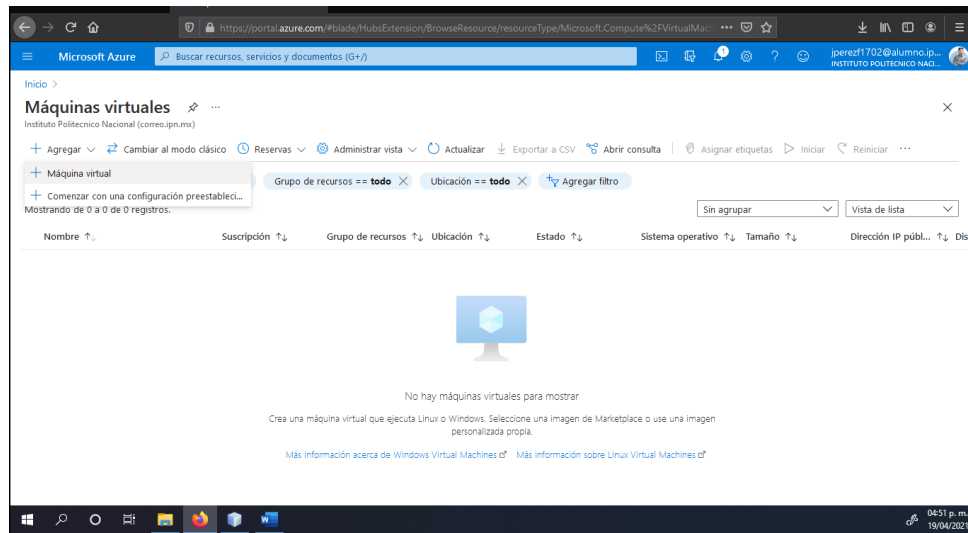 https://portal.azure.com/#blade/HubsExtension/BrowseResource/resourceType/Microsoft.Compute%2FVirtualMach
Microsoft Azure Buscar recursos, servicios y documentos (G+/) 1 ? jperezf1702@alumno.ip...
INSTITUTO POLITECNICO NACI...
Inicio >
Máquinas virtuales ...
Instituto Politecnico Nacional (correo.ipn.mx)
+ Agregar Cambiar al modo clásico Reservas Administrar vista Actualizar Exportar a CSV Abrir consulta Asignar etiquetas Iniciar Reiniciar ...
+ Máquina virtual
Grupo de recursos == todo Ubicación == todo Agregar filtro
+ Comenzar con una configuración preestableci...
Mostrando de 0 a 0 de 0 registros.
Sin agrupar Vista de lista
Nombre ↑↓ Suscripción ↑↓ Grupo de recursos ↑↓ Ubicación ↑↓ Estado ↑↓ Sistema operativo ↑↓ Tamaño ↑↓ Dirección IP públ... ↑↓ Dis
No hay máquinas virtuales para mostrar
Crea una máquina virtual que ejecuta Linux o Windows. Seleccione una imagen de Marketplace o use una imagen
personalizada propia.
Más información acerca de Windows Virtual Machines Más información sobre Linux Virtual Machines
04:51 p. m.
19/04/2021